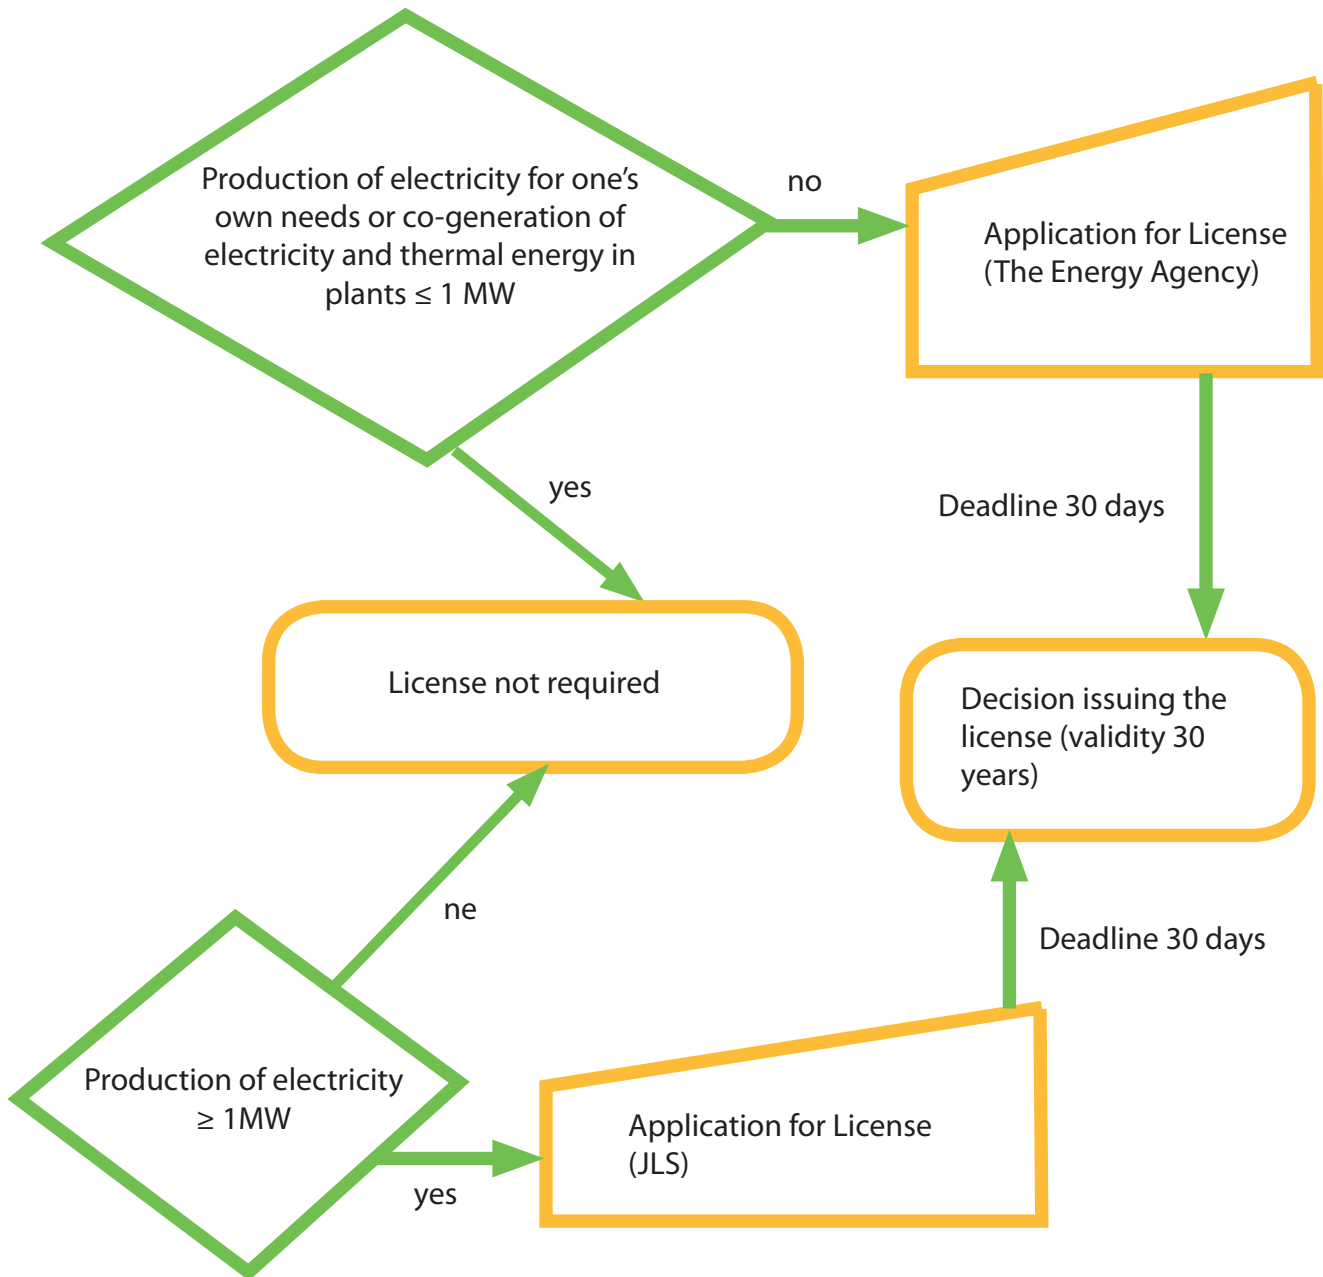 Production of electricity for one's
own needs or co-generation of
electricity and thermal energy in
plants ≤ 1 MW
no
Application for License
(The Energy Agency)
yes
Deadline 30 days
License not required
Decision issuing the
license (validity 30
years)
ne
Deadline 30 days
Production of electricity
≥ 1MW
Application for License
(JLS)
yes